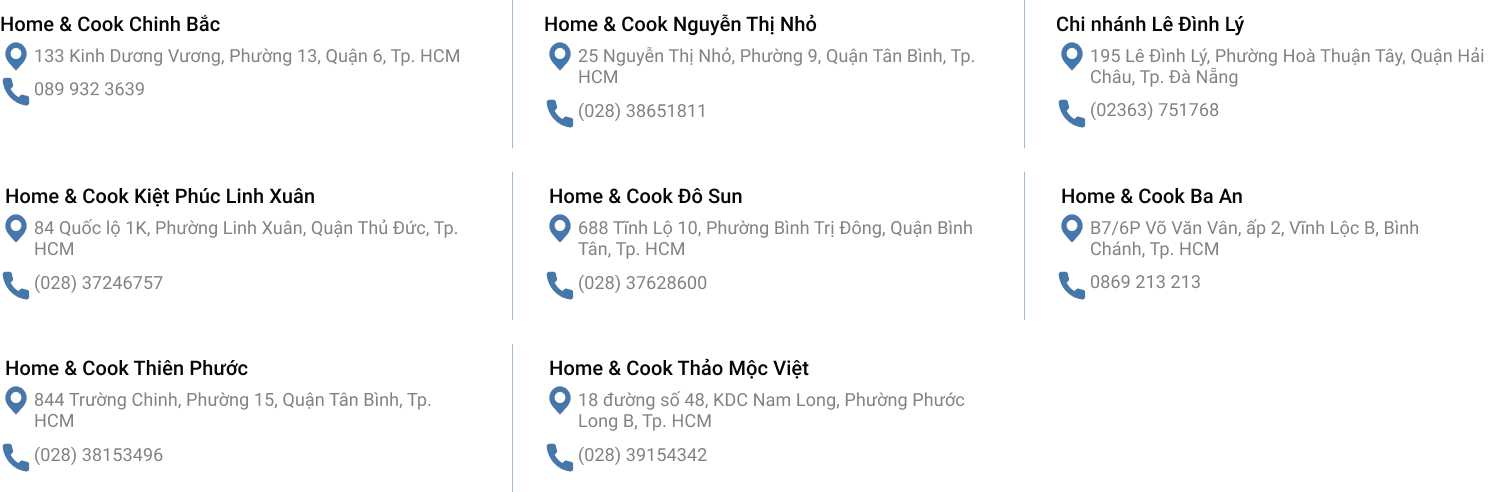 Home & Cook Chinh Bắc
133 Kinh Dương Vương, Phường 13, Quận 6, Tp. HCM
089 932 3639
Home & Cook Nguyễn Thị Nhỏ
25 Nguyễn Thị Nhỏ, Phường 9, Quận Tân Bình, Tp.
HCM
(028) 38651811
Chi nhánh Lê Đình Lý
195 Lê Đình Lý, Phường Hoà Thuận Tây, Quận Hải
Châu, Tp. Đà Nẵng
(02363) 751768
Home & Cook Kiệt Phúc Linh Xuân
84 Quốc lộ 1K, Phường Linh Xuân, Quận Thủ Đức, Tp.
HCM
(028) 37246757
Home & Cook Đô Sun
688 Tĩnh Lộ 10, Phường Bình Trị Đông, Quận Bình
Tân, Tp. HCM
(028) 37628600
Home & Cook Ba An
B7/6P Võ Văn Vân, ấp 2, Vĩnh Lộc B, Bình
Chánh, Tp. HCM
0869 213 213
Home & Cook Thiên Phước
844 Trường Chinh, Phường 15, Quận Tân Bình, Tp.
HCM
(028) 38153496
Home & Cook Thảo Mộc Việt
18 đường số 48, KDC Nam Long, Phường Phước
Long B, Tp. HCM
(028) 39154342